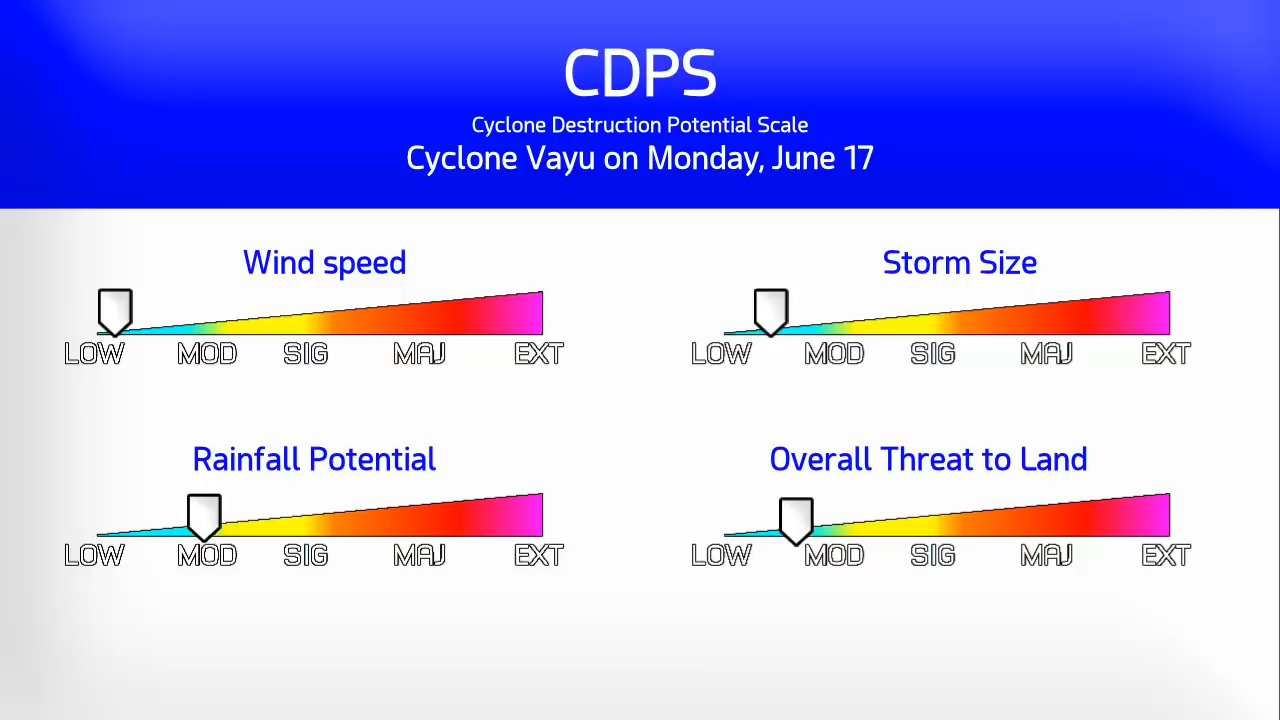 CDPS
Cyclone Destruction Potential Scale
Cyclone Vayu on Monday, June 17
Wind speed
LOW MOD SIG MAJ EXT
Storm Size
LOW MOD SIG MAJ EXT
Rainfall Potential
LOW MOD SIG MAJ EXT
Overall Threat to Land
LOW MOD SIG MAJ EXT